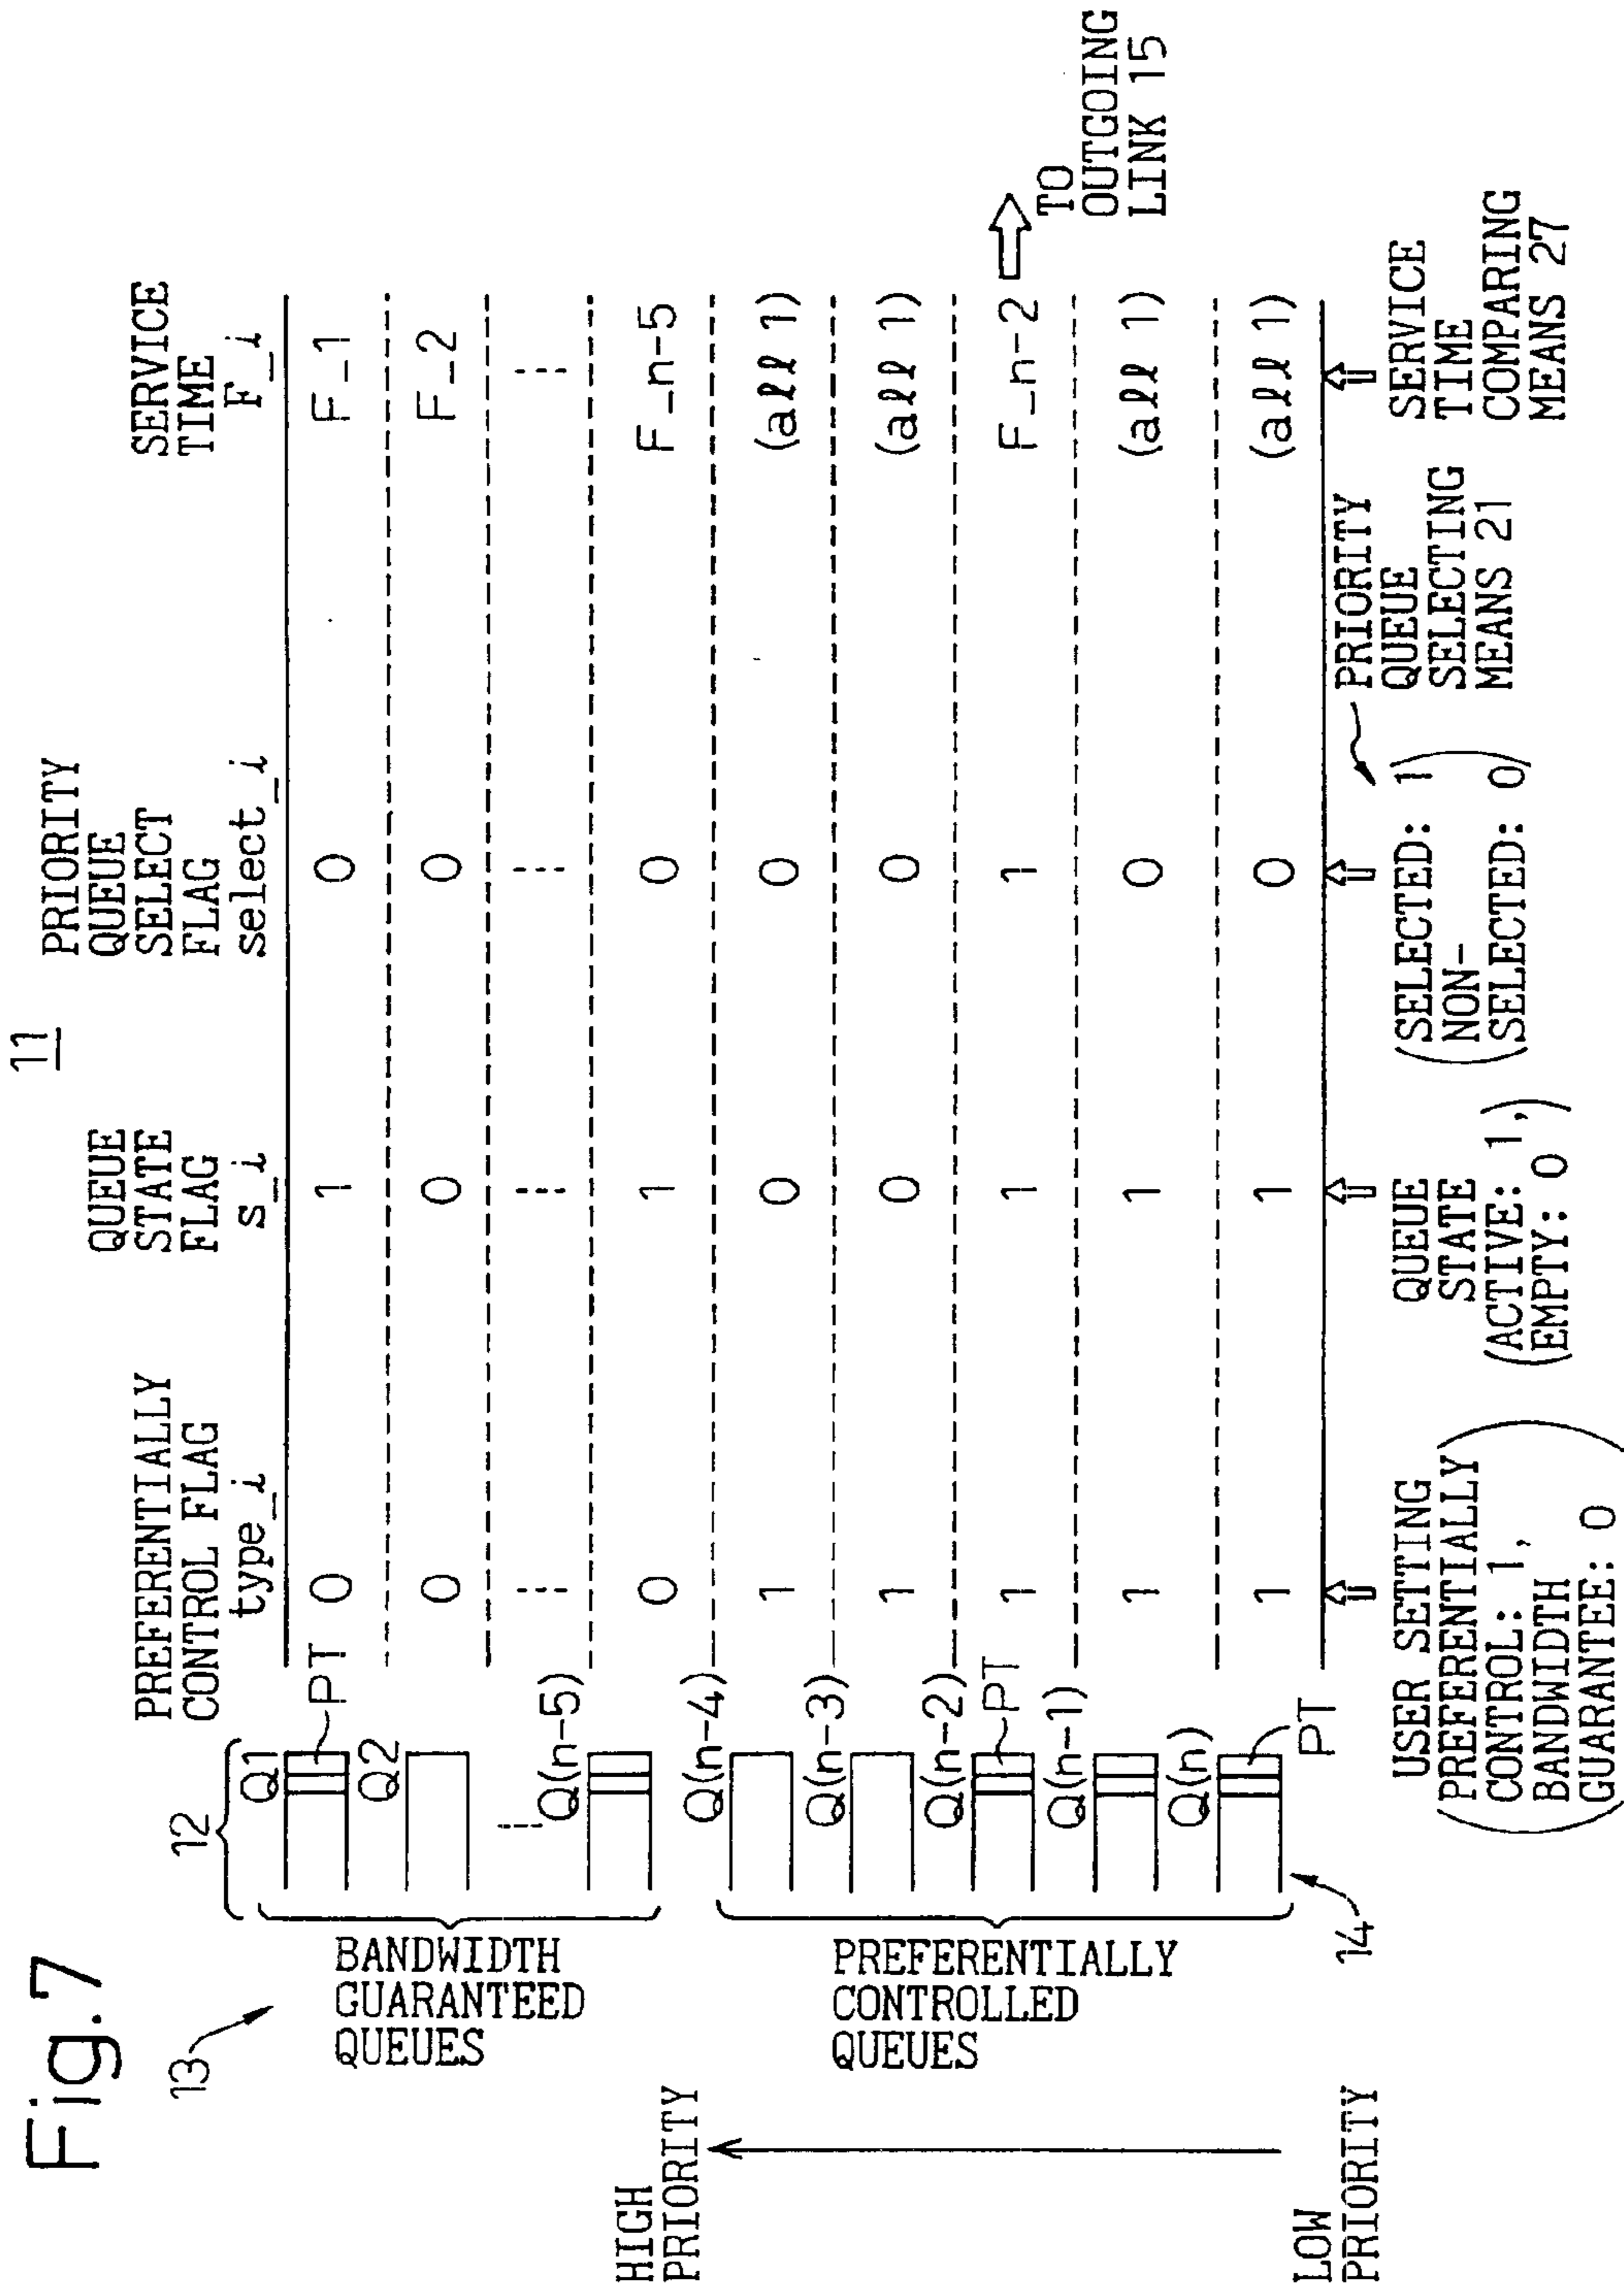 Fig.7
11
13
12
BANDWIDTH
GUARANTEED
QUEUES
PREFERENTIALLY
CONTROLLED
QUEUES
14
HIGH
PRIORITY
LOW
PRIORITY
PREFERENTIALLY
CONTROL FLAG
type_i
QUEUE
STATE
FLAG
s_i
PRIORITY
QUEUE
SELECT
FLAG
select_i
SERVICE
TIME
F_i
Q1 PT 0 1 0 F_1
Q2 0 0 0 F_2
Q(n-5) 0 1 0 F_n-5
Q(n-4) 1 0 0 (all 1)
Q(n-3) 1 0 0 (all 1)
Q(n-2) PT 1 1 1 F_n-2
Q(n-1) 1 1 0 (all 1)
Q(n) PT 1 1 0 (all 1)
TO
OUTGOING
LINK 15
USER SETTING
(PREFERENTIALLY
CONTROL: 1,
BANDWIDTH
GUARANTEE: 0)
QUEUE
STATE
(ACTIVE: 1,)
(EMPTY: 0)
(SELECTED: 1
NON-
SELECTED: 0)
PRIORITY
QUEUE
SELECTING
MEANS 21
SERVICE
TIME
COMPARING
MEANS 27